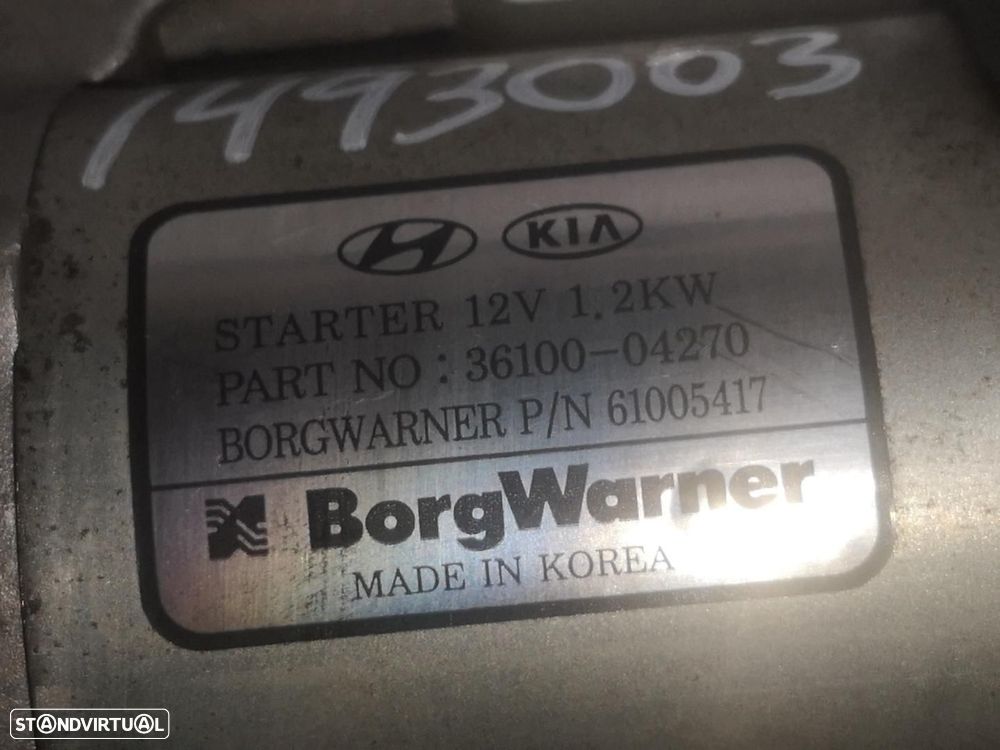 1493003
KIA
STARTER 12V 1.2KW
PART NO : 36100-04270
BORGWARNER P/N 61005417
BorgWarner
MADE IN KOREA
STANDVIRTUAL